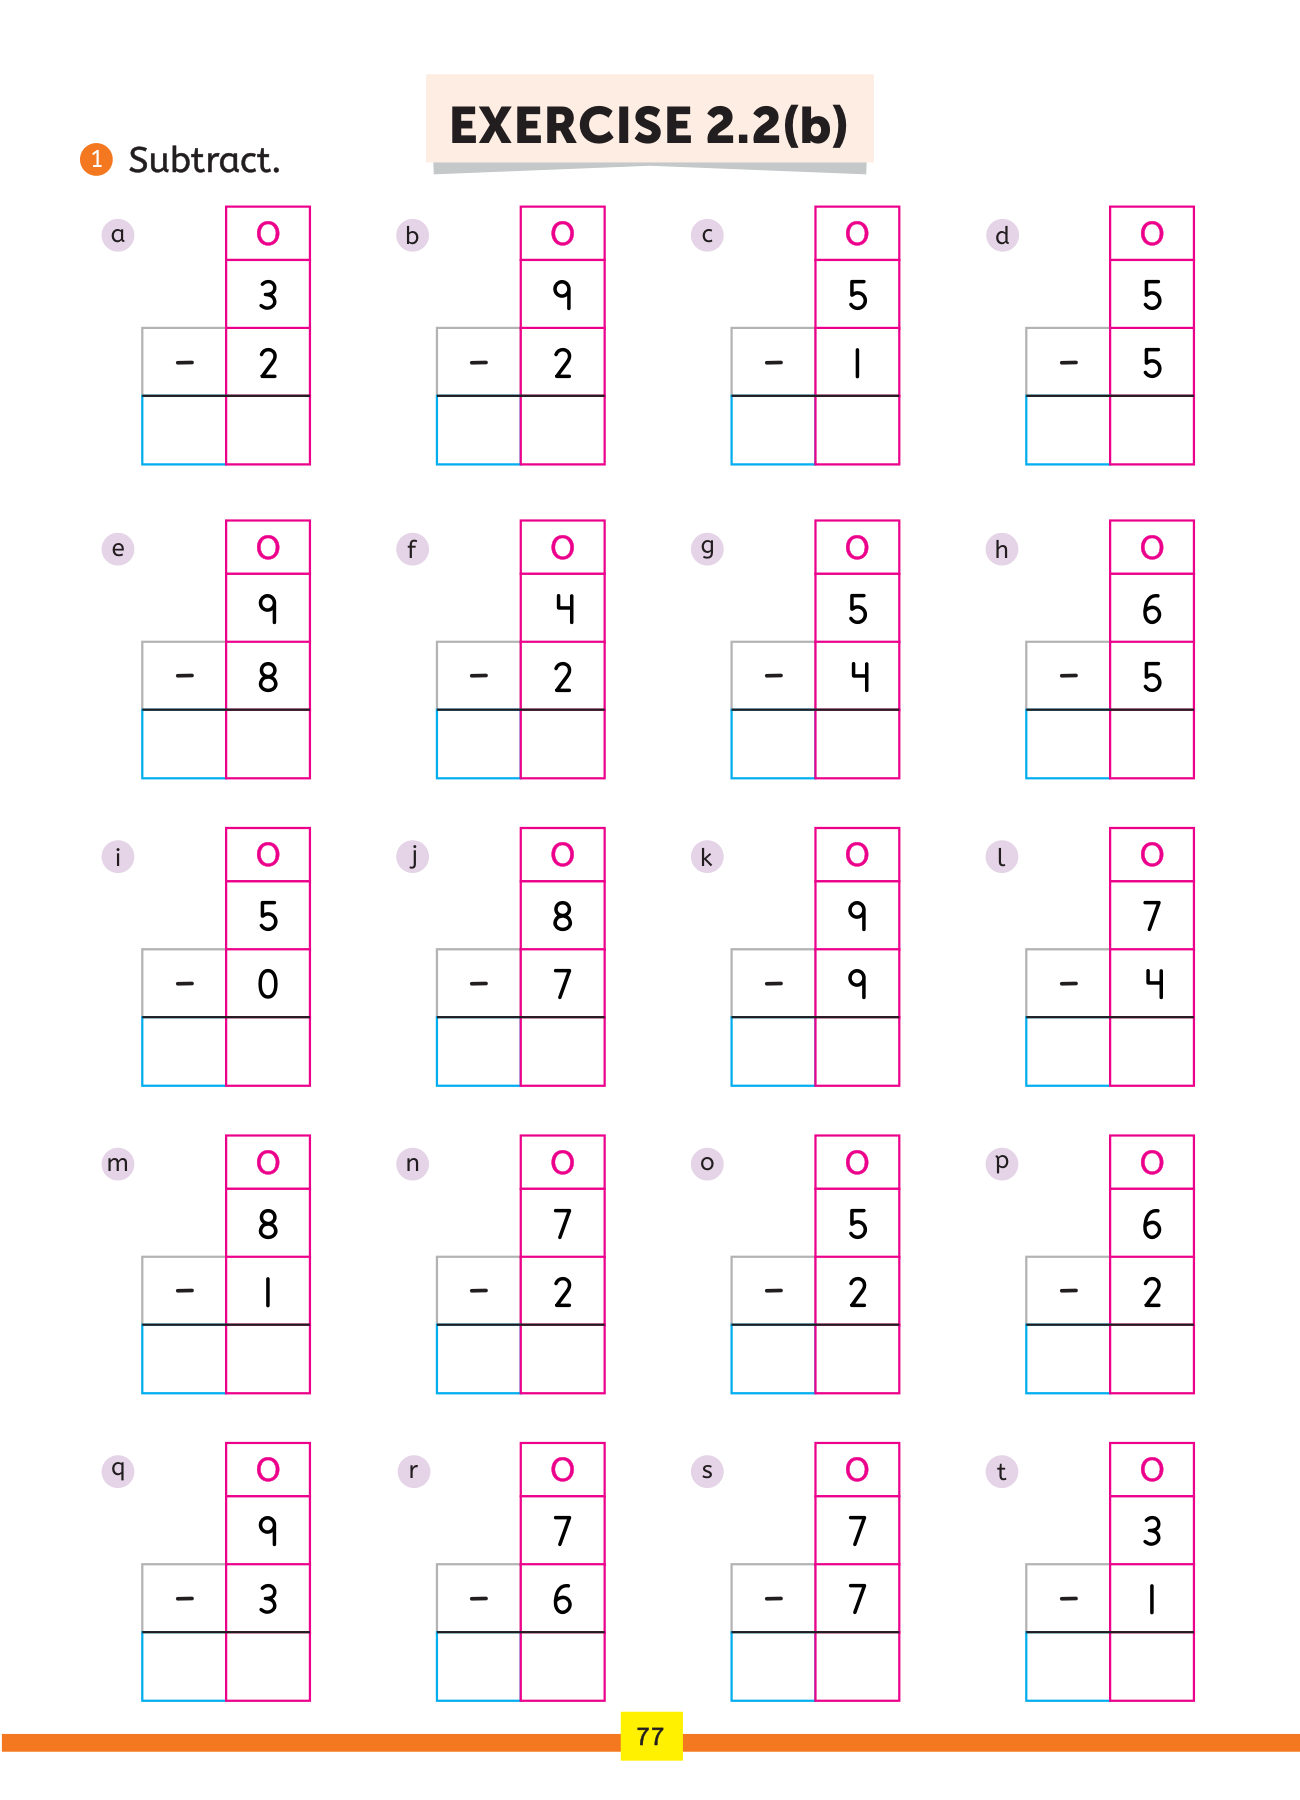 EXERCISE 2.2(b)
1 Subtract.
a O b O c O d O
3 9 5 5
– 2 – 2 – 1 – 5
e O f O g O h O
9 4 5 6
– 8 – 2 – 4 – 5
i O j O k O l O
5 8 9 7
– 0 – 7 – 9 – 4
m O n O o O p O
8 7 5 6
– 1 – 2 – 2 – 2
q O r O s O t O
9 7 7 3
– 3 – 6 – 7 – 1
77